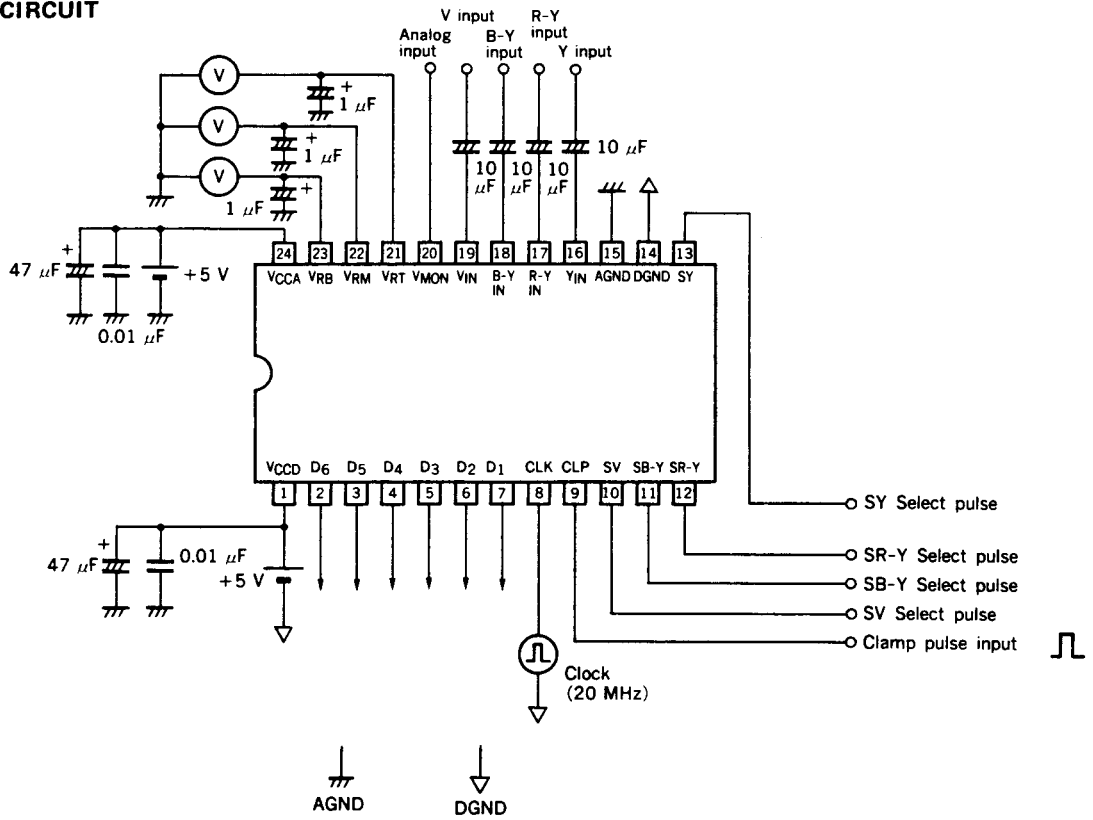 CIRCUIT
V input
R-Y
input
Analog
input
B-Y
input
Y input
V
+
1 μF
V
+
1 μF
V
+
1 μF
10 μF
10
μF
10
μF
10
μF
+
47 μF
+5 V
0.01 μF
24 23 22 21 20 19 18 17 16 15 14 13
VCCA VRB VRM VRT VMON VIN B-Y IN R-Y IN YIN AGND DGND SY
VCCD D6 D5 D4 D3 D2 D1 CLK CLP SV SB-Y SR-Y
1 2 3 4 5 6 7 8 9 10 11 12
SY Select pulse
+
47 μF
0.01 μF
+5 V
SR-Y Select pulse
SB-Y Select pulse
SV Select pulse
Clamp pulse input
Clock
(20 MHz)
AGND
DGND